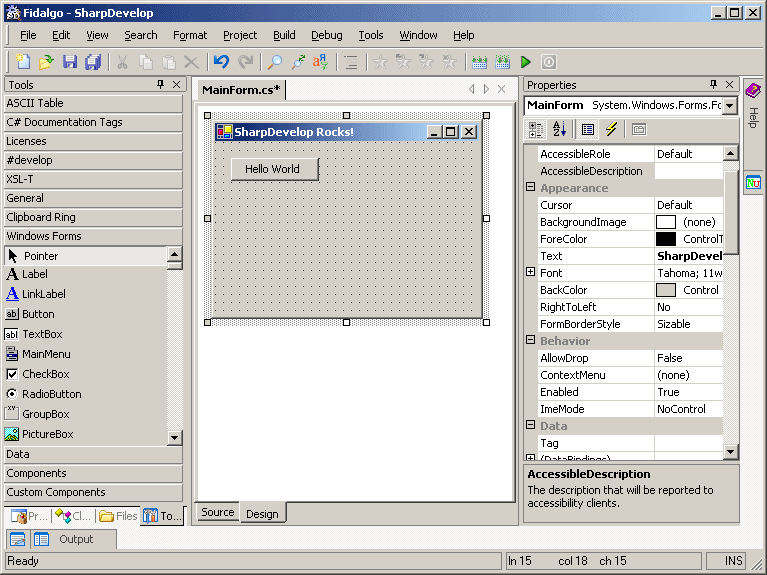 Fidalgo - SharpDevelop
File Edit View Search Format Project Build Debug Tools Window Help
Tools
ASCII Table
C# Documentation Tags
Licenses
#develop
XSL-T
General
Clipboard Ring
Windows Forms
Pointer
A Label
A LinkLabel
ab Button
abl TextBox
MainMenu
CheckBox
RadioButton
GroupBox
PictureBox
Data
Components
Custom Components
Pr... Cl... Files To...
MainForm.cs*
SharpDevelop Rocks!
Hello World
Source Design
Properties
MainForm System.Windows.Forms.Fo
AccessibleRole Default
AccessibleDescription
Appearance
Cursor Default
BackgroundImage (none)
ForeColor ControlT
Text SharpDevel
Font Tahoma; 11w
BackColor Control
RightToLeft No
FormBorderStyle Sizable
Behavior
AllowDrop False
ContextMenu (none)
Enabled True
ImeMode NoControl
Data
Tag
(DataBindings)
AccessibleDescription
The description that will be reported to
accessibility clients.
Help
Output
Ready ln 15 col 18 ch 15 INS